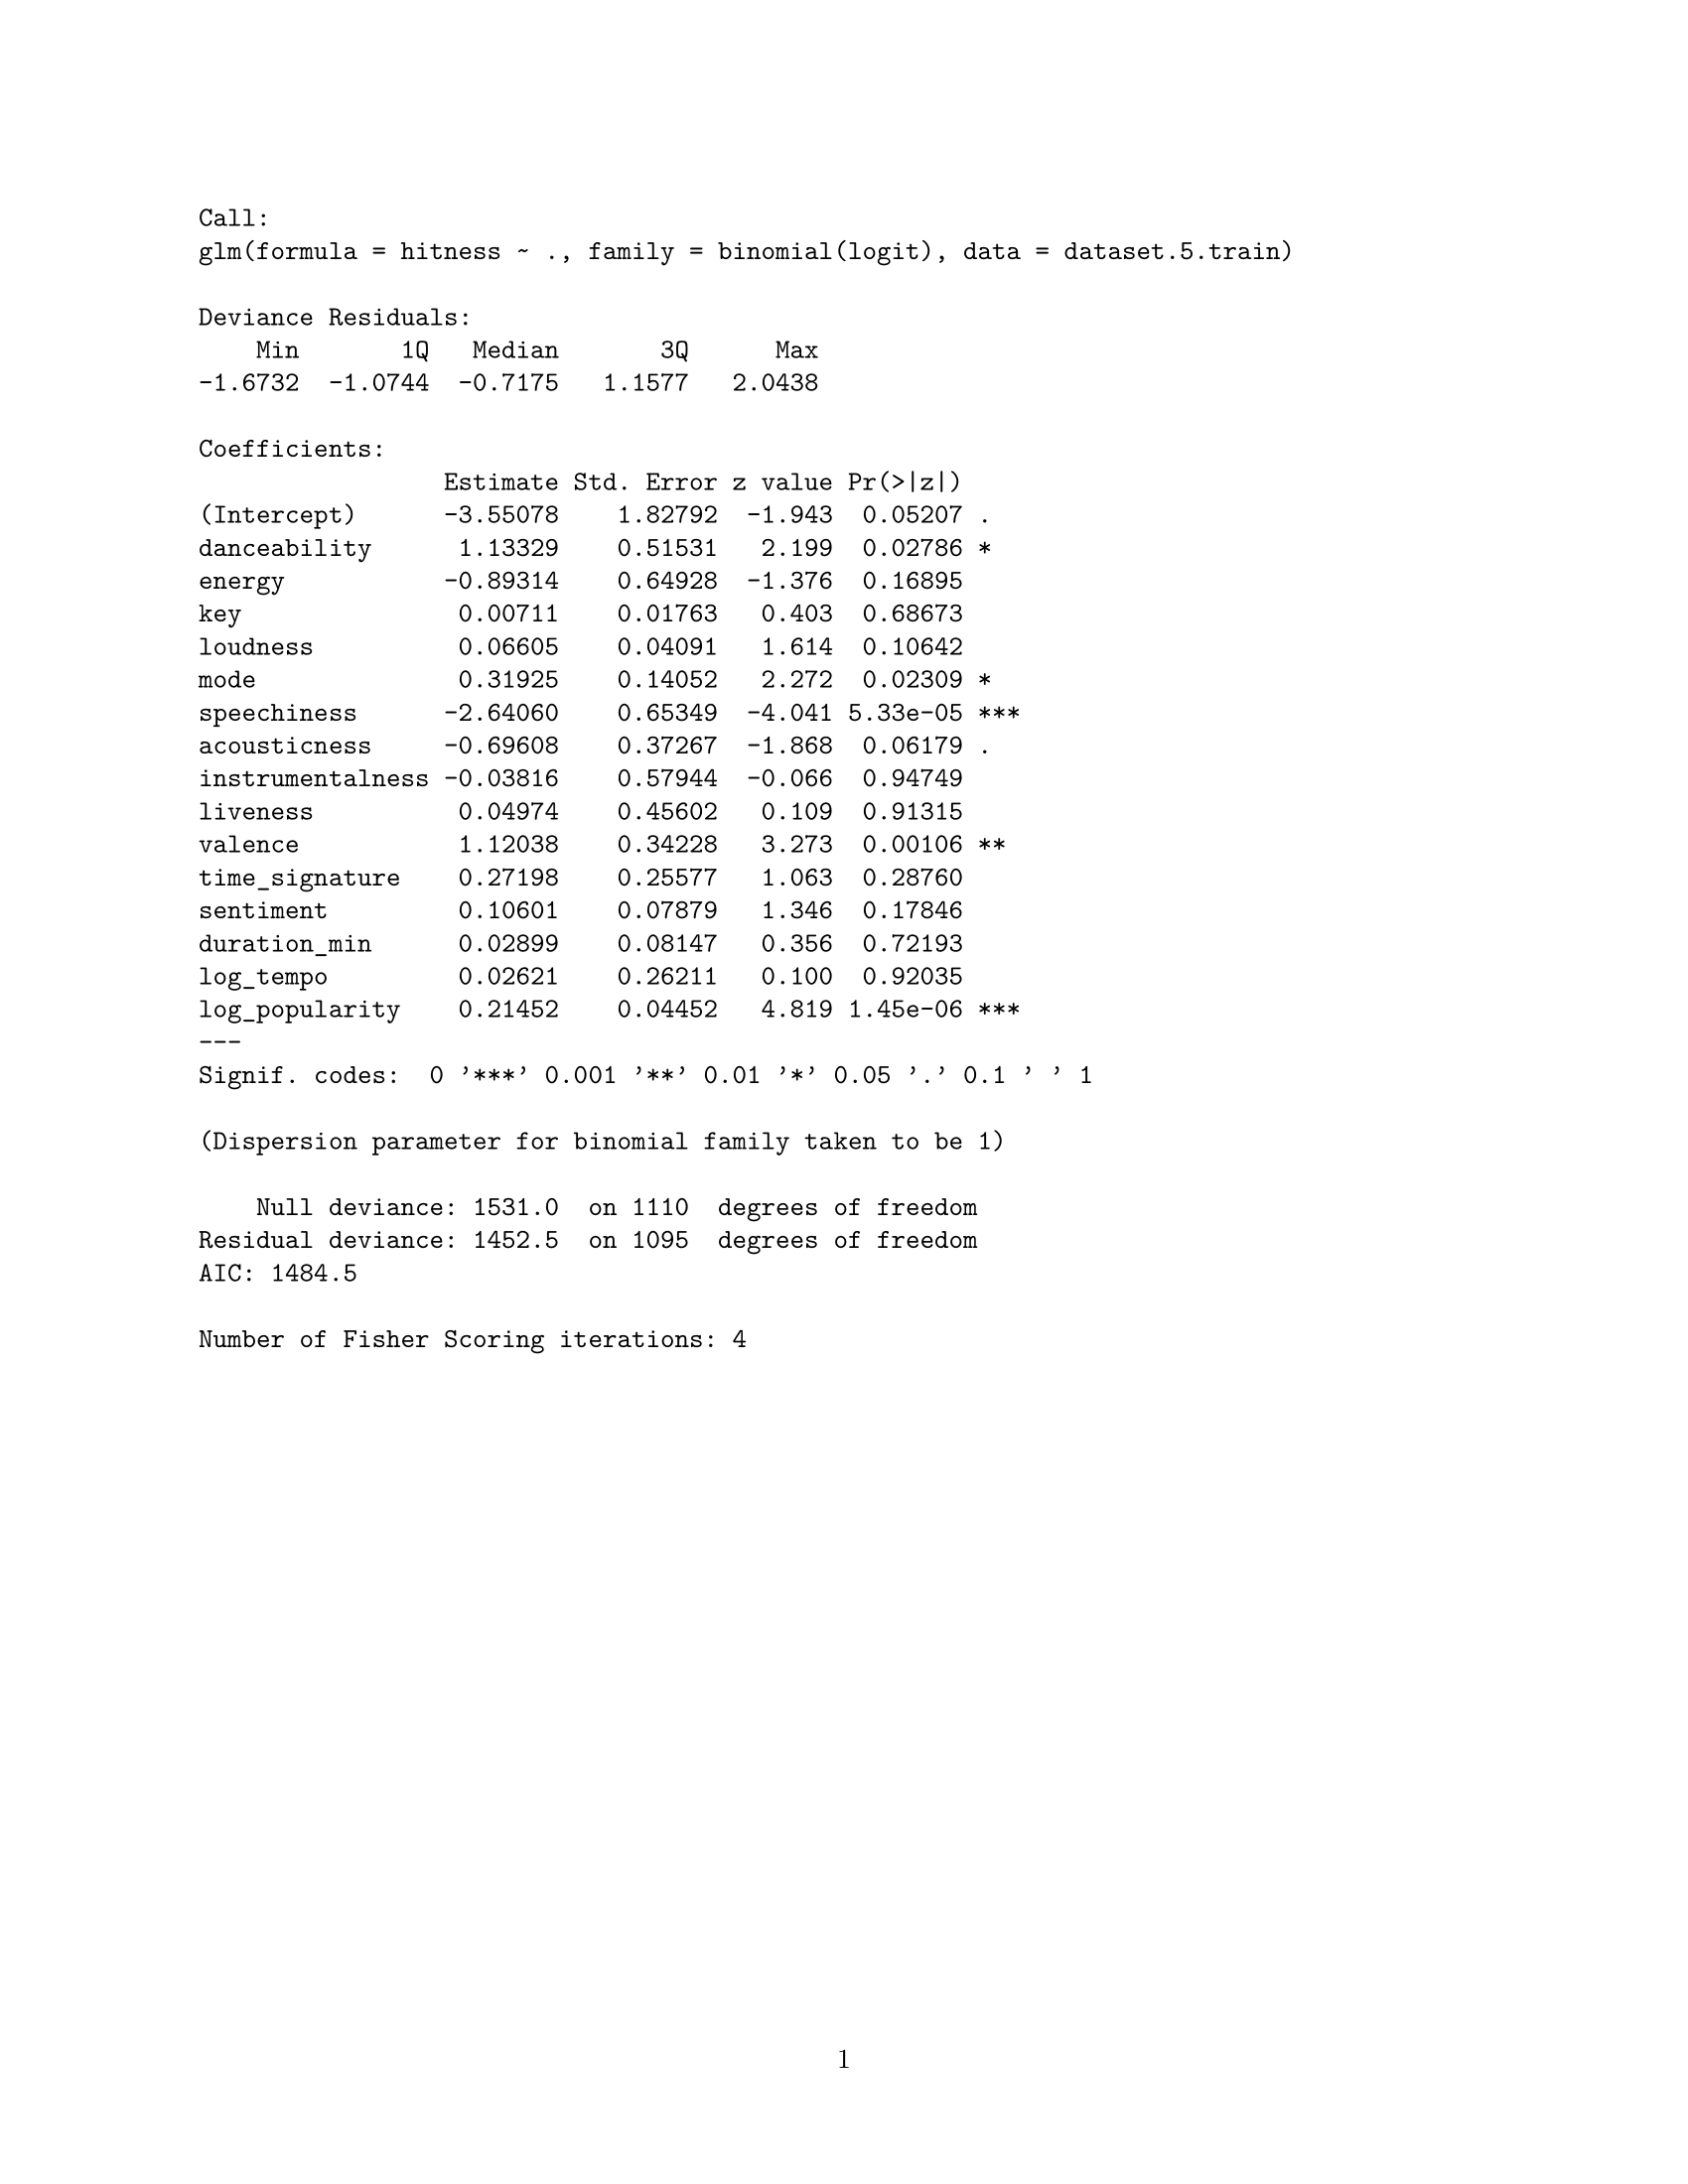 Call:
glm(formula = hitness ~ ., family = binomial(logit), data = dataset.5.train)
Deviance Residuals:
    Min       1Q   Median       3Q      Max
-1.6732  -1.0744  -0.7175   1.1577   2.0438
Coefficients:
                 Estimate Std. Error z value Pr(>|z|)
(Intercept)      -3.55078    1.82792  -1.943  0.05207 .
danceability      1.13329    0.51531   2.199  0.02786 *
energy           -0.89314    0.64928  -1.376  0.16895
key               0.00711    0.01763   0.403  0.68673
loudness          0.06605    0.04091   1.614  0.10642
mode              0.31925    0.14052   2.272  0.02309 *
speechiness      -2.64060    0.65349  -4.041 5.33e-05 ***
acousticness     -0.69608    0.37267  -1.868  0.06179 .
instrumentalness -0.03816    0.57944  -0.066  0.94749
liveness          0.04974    0.45602   0.109  0.91315
valence           1.12038    0.34228   3.273  0.00106 **
time_signature    0.27198    0.25577   1.063  0.28760
sentiment         0.10601    0.07879   1.346  0.17846
duration_min      0.02899    0.08147   0.356  0.72193
log_tempo         0.02621    0.26211   0.100  0.92035
log_popularity    0.21452    0.04452   4.819 1.45e-06 ***
---
Signif. codes:  0 ’***’ 0.001 ’**’ 0.01 ’*’ 0.05 ’.’ 0.1 ’ ’ 1
(Dispersion parameter for binomial family taken to be 1)
    Null deviance: 1531.0  on 1110  degrees of freedom
Residual deviance: 1452.5  on 1095  degrees of freedom
AIC: 1484.5
Number of Fisher Scoring iterations: 4
1